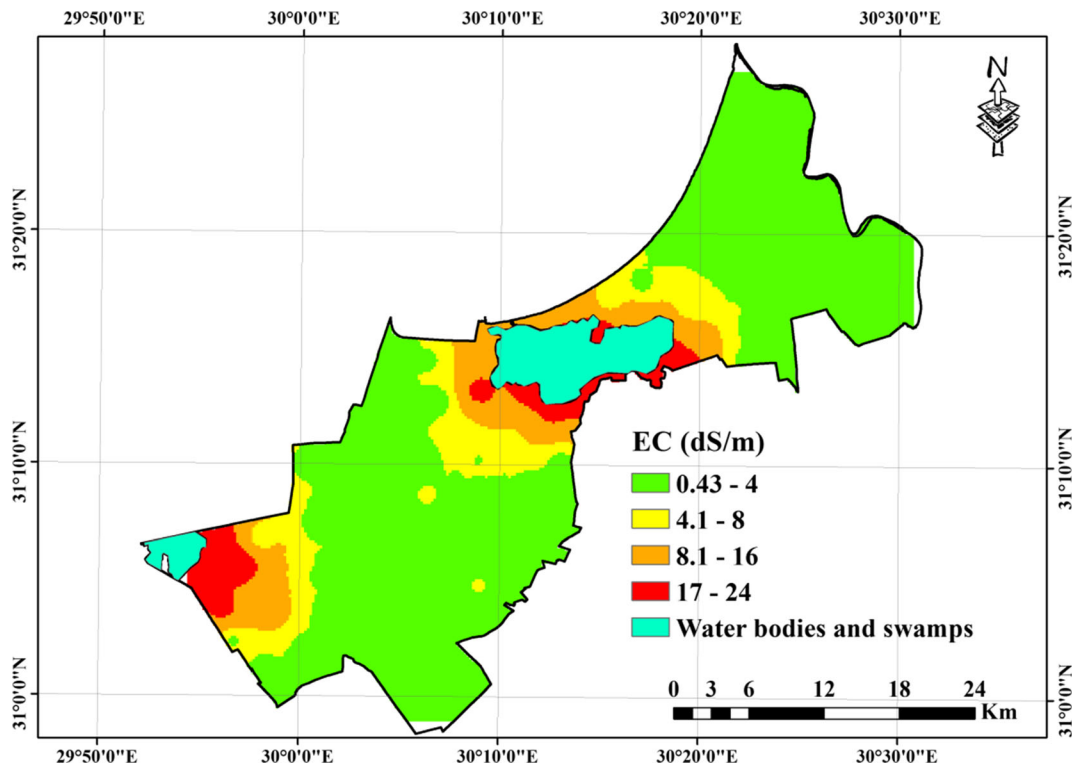 29°50'0"E 30°00'0"E 30°10'0"E 30°20'0"E 30°30'0"E
N
31°20'0"N 31°20'0"N
31°10'0"N 31°10'0"N
31°0'0"N 31°0'0"N
EC (dS/m)
0.43 - 4
4.1 - 8
8.1 - 16
17 - 24
Water bodies and swamps
0 3 6 12 18 24
Km
29°50'0"E 30°00'0"E 30°10'0"E 30°20'0"E 30°30'0"E